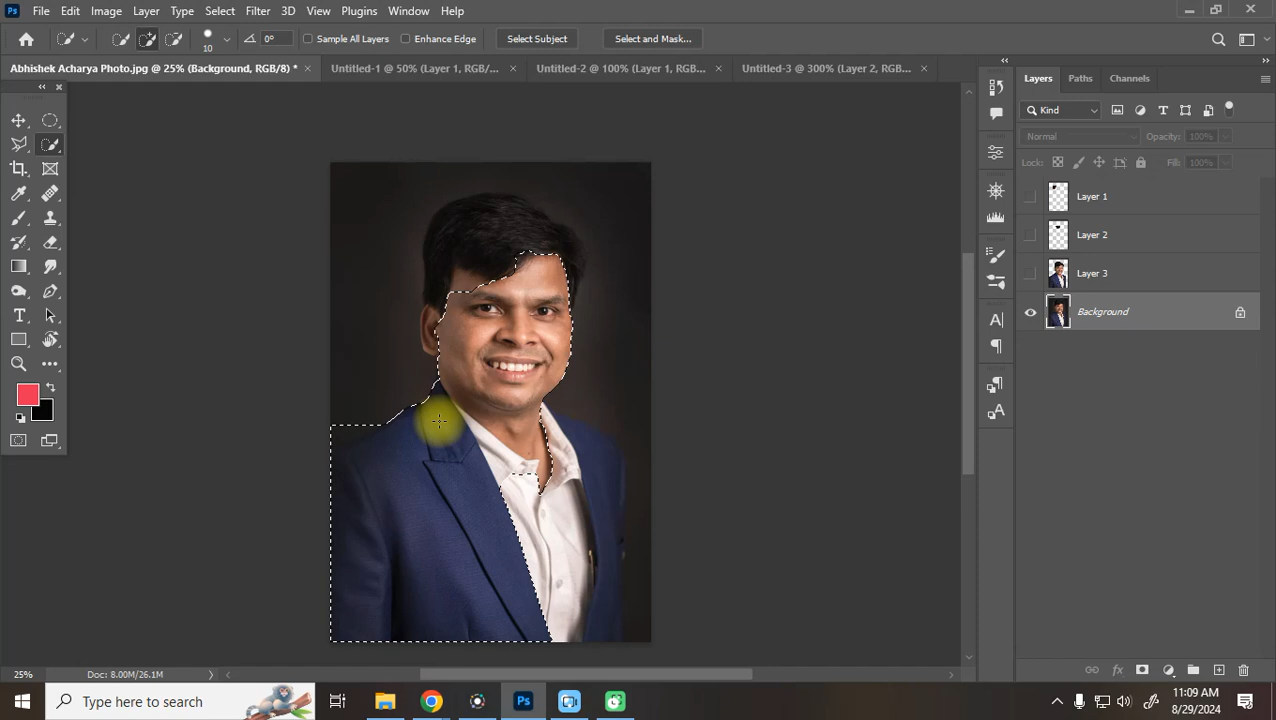 Ps File Edit Image Layer Type Select Filter 3D View Plugins Window Help
10 0° Sample All Layers Enhance Edge Select Subject Select and Mask...
Abhishek Acharya Photo.jpg @ 25% (Background, RGB/8) * × Untitled-1 @ 50% (Layer 1, RGB/... × Untitled-2 @ 100% (Layer 1, RGB... × Untitled-3 @ 300% (Layer 2, RGB... ×
Layers Paths Channels
Kind
Normal Opacity: 100%
Lock: Fill: 100%
Layer 1
Layer 2
Layer 3
Background
25% Doc: 8.00M/26.1M
Type here to search
Ps
11:09 AM
8/29/2024